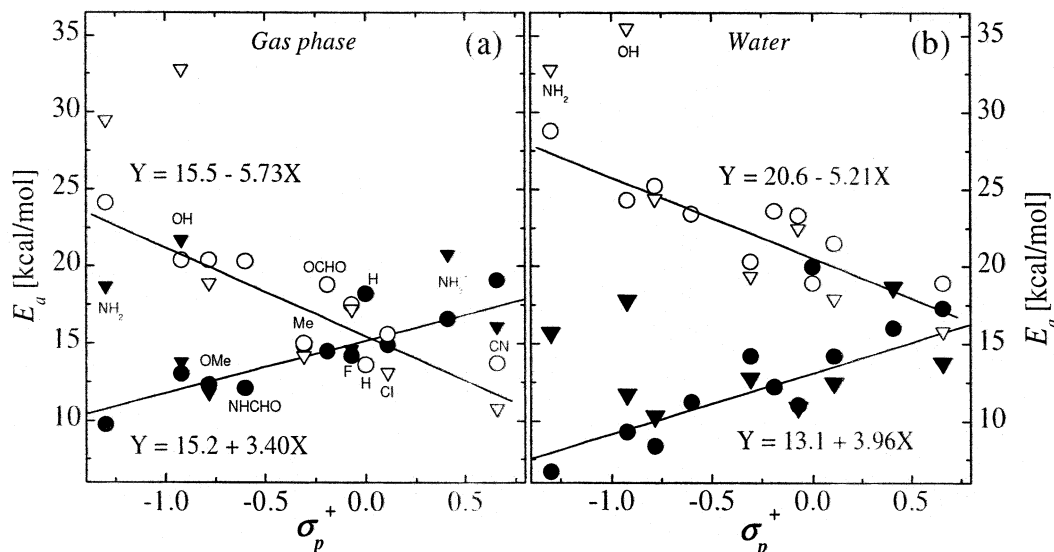 Gas phase
(a)
Water
(b)
35
30
25
20
15
10
E_a [kcal/mol]
Y = 15.5 - 5.73X
OH
NH₂
OCHO
H
NH₂
Me
OMe
NHCHO
F
H
Cl
CN
Y = 15.2 + 3.40X
-1.0
-0.5
0.0
0.5
σ_p^+
OH
NH₂
Y = 20.6 - 5.21X
Y = 13.1 + 3.96X
-1.0
-0.5
0.0
0.5
σ_p^+
35
30
25
20
15
10
E_a [kcal/mol]